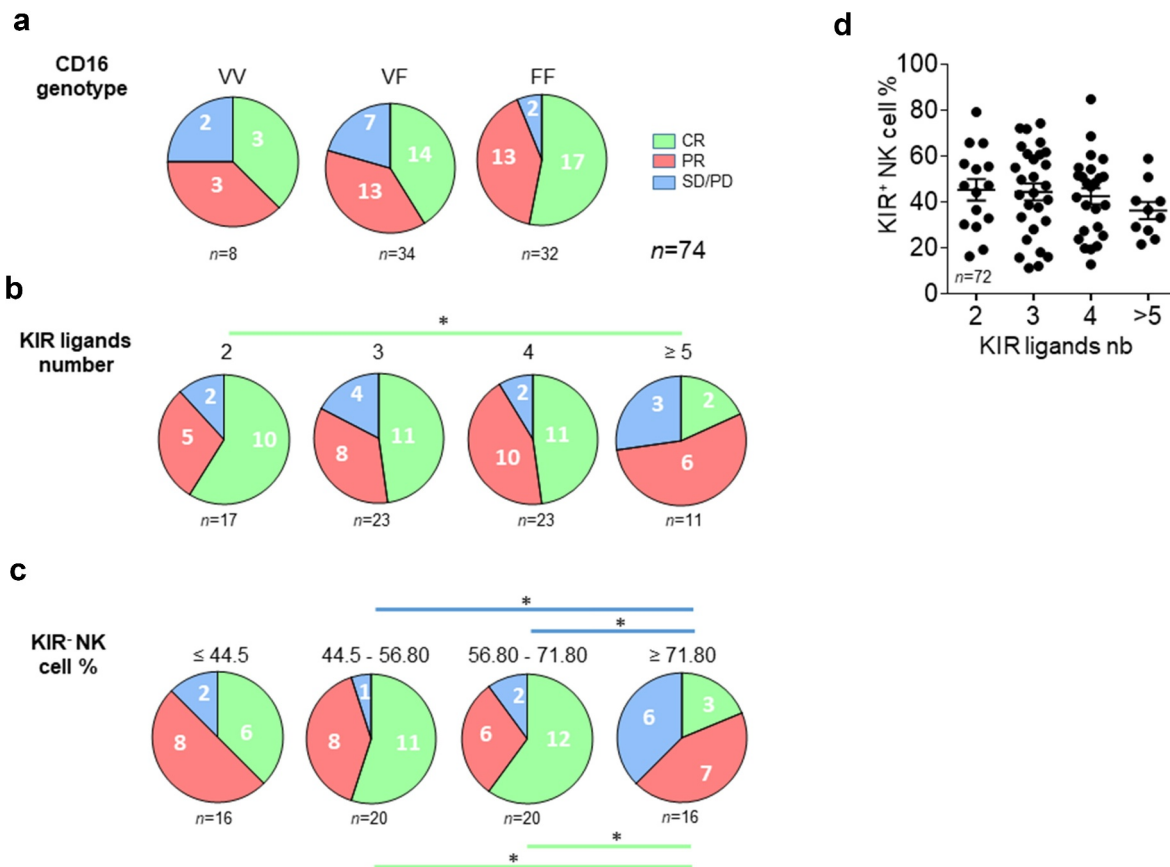 a
CD16
genotype
VV VF FF
2 3 3
7 14 13
2 17 13
CR
PR
SD/PD
n=8 n=34 n=32 n=74
b
KIR ligands
number
*
2 3 4 ≥ 5
2 10 5
4 11 8
2 11 10
3 2 6
n=17 n=23 n=23 n=11
c
KIR- NK
cell %
*
*
≤ 44.5 44.5 - 56.80 56.80 - 71.80 ≥ 71.80
2 6 8
1 11 8
2 12 6
6 3 7
n=16 n=20 n=20 n=16
*
*
d
KIR+ NK cell %
100
80
60
40
20
0
n=72
2 3 4 >5
KIR ligands nb